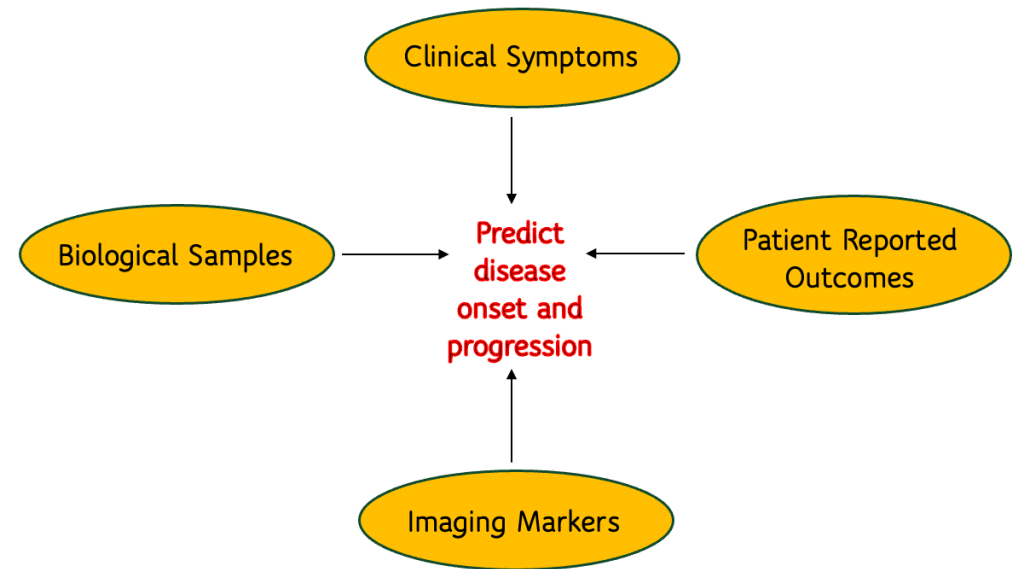 Clinical Symptoms
Biological Samples
Predict
disease
onset and
progression
Patient Reported
Outcomes
Imaging Markers